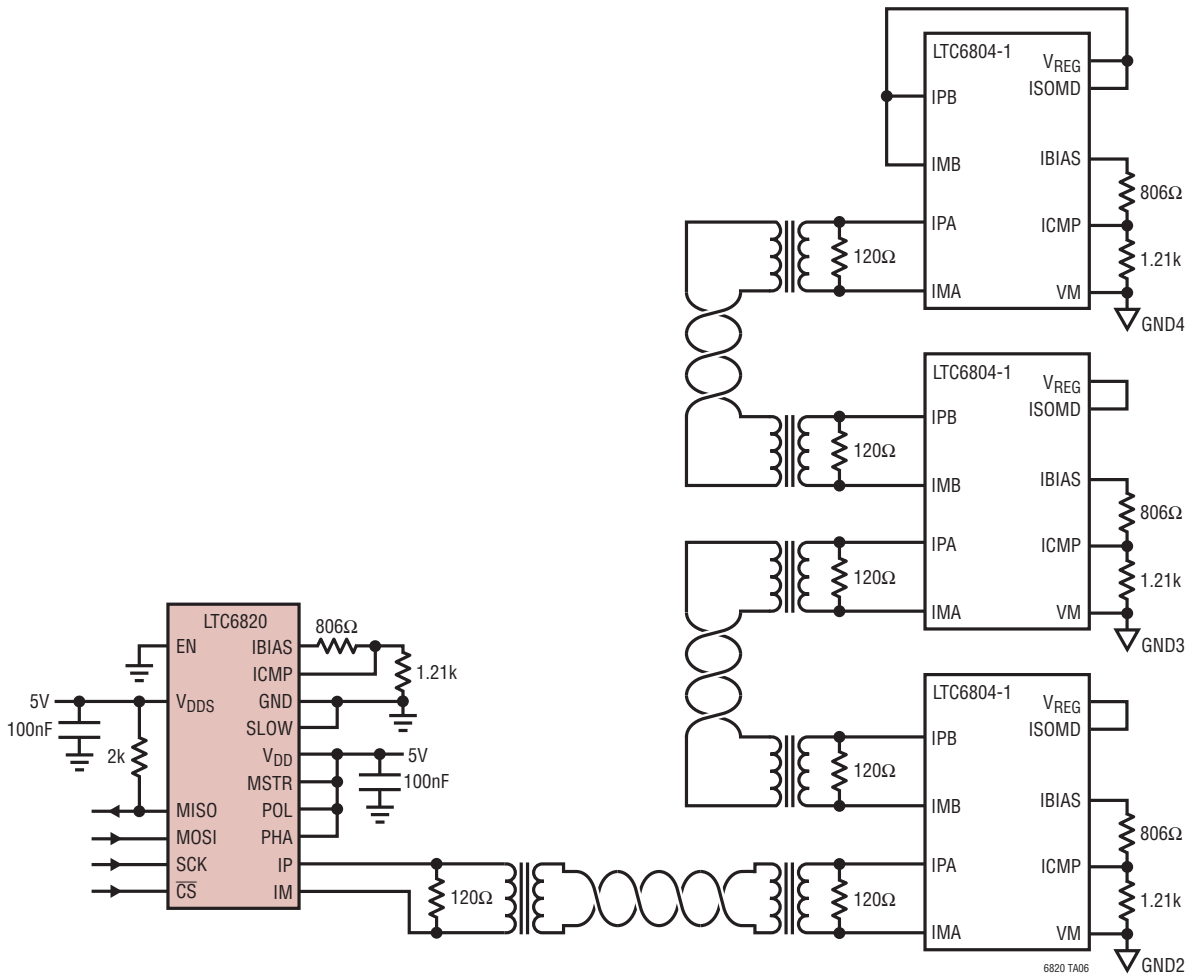 LTC6804-1
VREG
ISOMD
IPB
IMB
IBIAS
806Ω
IPA
ICMP
120Ω
1.21k
IMA
VM
GND4
LTC6804-1
VREG
ISOMD
IPB
120Ω
IMB
IBIAS
806Ω
IPA
ICMP
120Ω
1.21k
IMA
VM
GND3
LTC6804-1
VREG
ISOMD
IPB
120Ω
IMB
IBIAS
806Ω
IPA
ICMP
120Ω
1.21k
IMA
VM
GND2
LTC6820
806Ω
EN
IBIAS
ICMP
1.21k
5V
VDDS
GND
100nF
SLOW
2k
VDD
5V
MSTR
100nF
MISO
POL
MOSI
PHA
SCK
IP
CS
IM
120Ω
6820 TA06